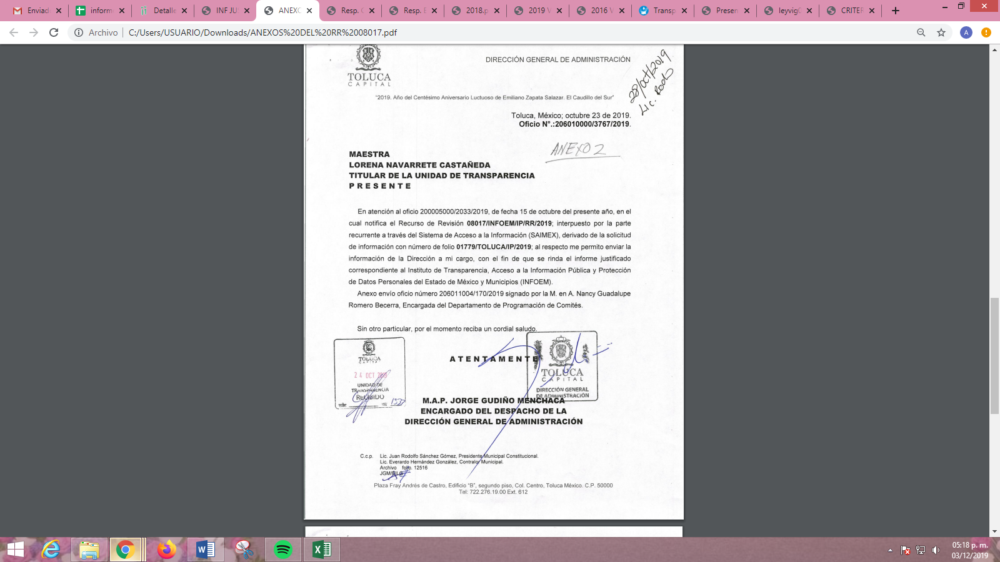 Enviad
inform
Detalle
INF JUS
ANEXO
Resp.
Resp. E
2018.p
2019 V
2016 V
Transp
Presen
leyvig
CRITER
Archivo
C:/Users/USUARIO/Downloads/ANEXOS%20DEL%20RR%2008017.pdf
A
TOLUCA
CAPITAL
DIRECCIÓN GENERAL DE ADMINISTRACIÓN
28/oct/2019
Lic.
"2019. Año del Centésimo Aniversario Luctuoso de Emiliano Zapata Salazar. El Caudillo del Sur"
Toluca, México; octubre 23 de 2019.
Oficio N°.:206010000/3767/2019.
ANEXO 2
MAESTRA
LORENA NAVARRETE CASTAÑEDA
TITULAR DE LA UNIDAD DE TRANSPARENCIA
P R E S E N T E
En atención al oficio 200005000/2033/2019, de fecha 15 de octubre del presente año, en el
cual notifica el Recurso de Revisión 08017/INFOEM/IP/RR/2019; interpuesto por la parte
recurrente a través del Sistema de Acceso a la Información (SAIMEX), derivado de la solicitud
de información con número de folio 01779/TOLUCA/IP/2019; al respecto me permito enviar la
información de la Dirección a mi cargo, con el fin de que se rinda el informe justificado
correspondiente al Instituto de Transparencia, Acceso a la Información Pública y Protección
de Datos Personales del Estado de México y Municipios (INFOEM).
Anexo envío oficio número 206011004/170/2019 signado por la M. en A. Nancy Guadalupe
Romero Becerra, Encargada del Departamento de Programación de Comités.
Sin otro particular, por el momento reciba un cordial saludo.
A T E N T A M E N T E
TOLUCA
CAPITAL
24 OCT 2019
UNIDAD DE
TRANSPARENCIA
RECIBIDO
TOLUCA
CAPITAL
DIRECCIÓN GENERAL
DE ADMINISTRACIÓN
M.A.P. JORGE GUDIÑO MENCHACA
ENCARGADO DEL DESPACHO DE LA
DIRECCIÓN GENERAL DE ADMINISTRACIÓN
C.c.p. Lic. Juan Rodolfo Sánchez Gómez, Presidente Municipal Constitucional.
Lic. Everardo Hernández González, Contralor Municipal.
Archivo folio. 12516
Plaza Fray Andrés de Castro, Edificio "B", segundo piso, Col. Centro, Toluca México. C.P. 50000
Tel: 722.276.19.00 Ext. 612
05:18 p. m.
03/12/2019